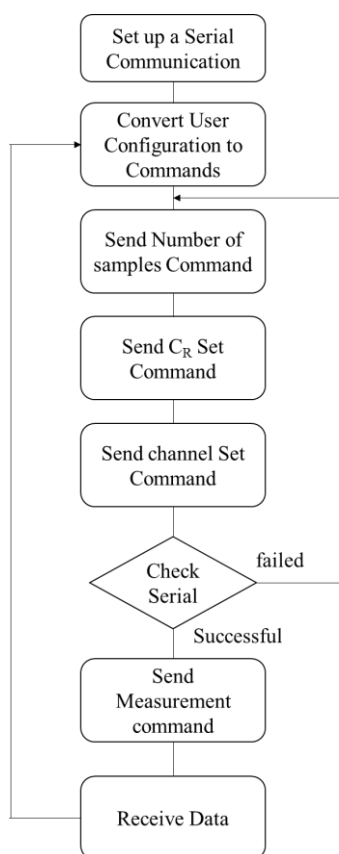 Set up a Serial
Communication
Convert User
Configuration to
Commands
Send Number of
samples Command
Send C_R Set
Command
Send channel Set
Command
Check
Serial
failed
Successful
Send
Measurement
command
Receive Data